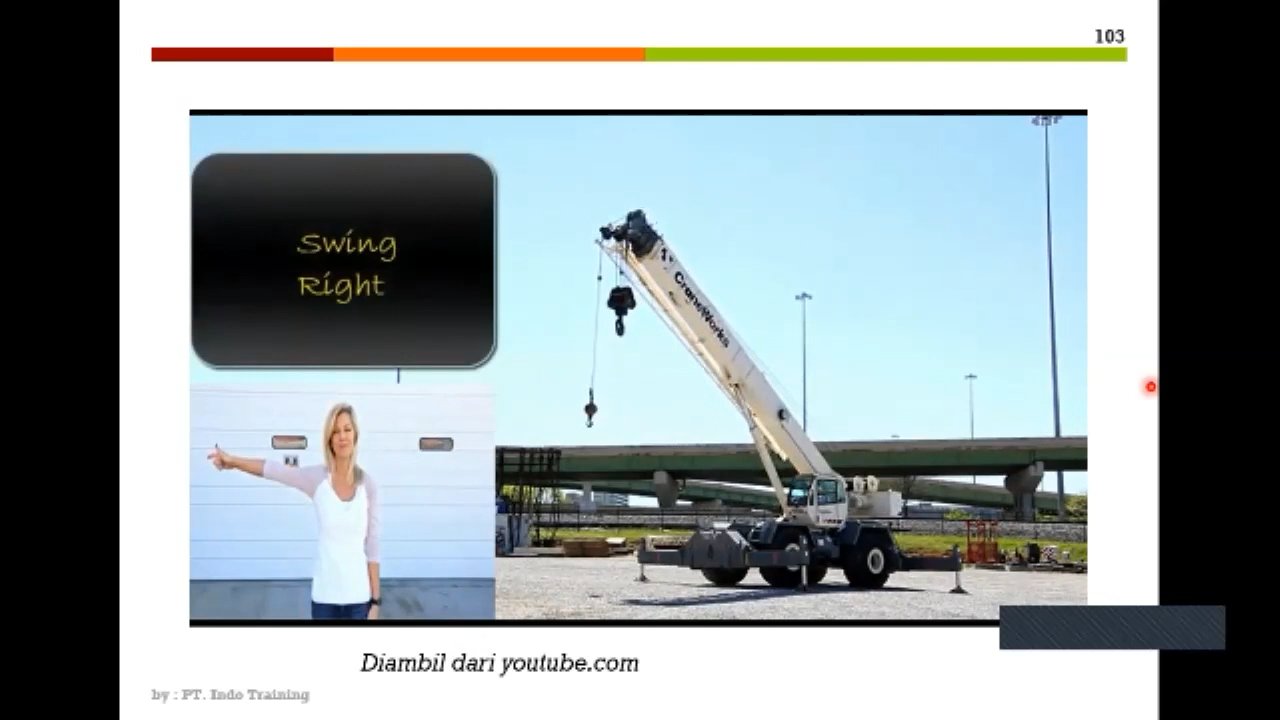 103
Swing
Right
CraneWorks
Diambil dari youtube.com
by : PT. Indo Training